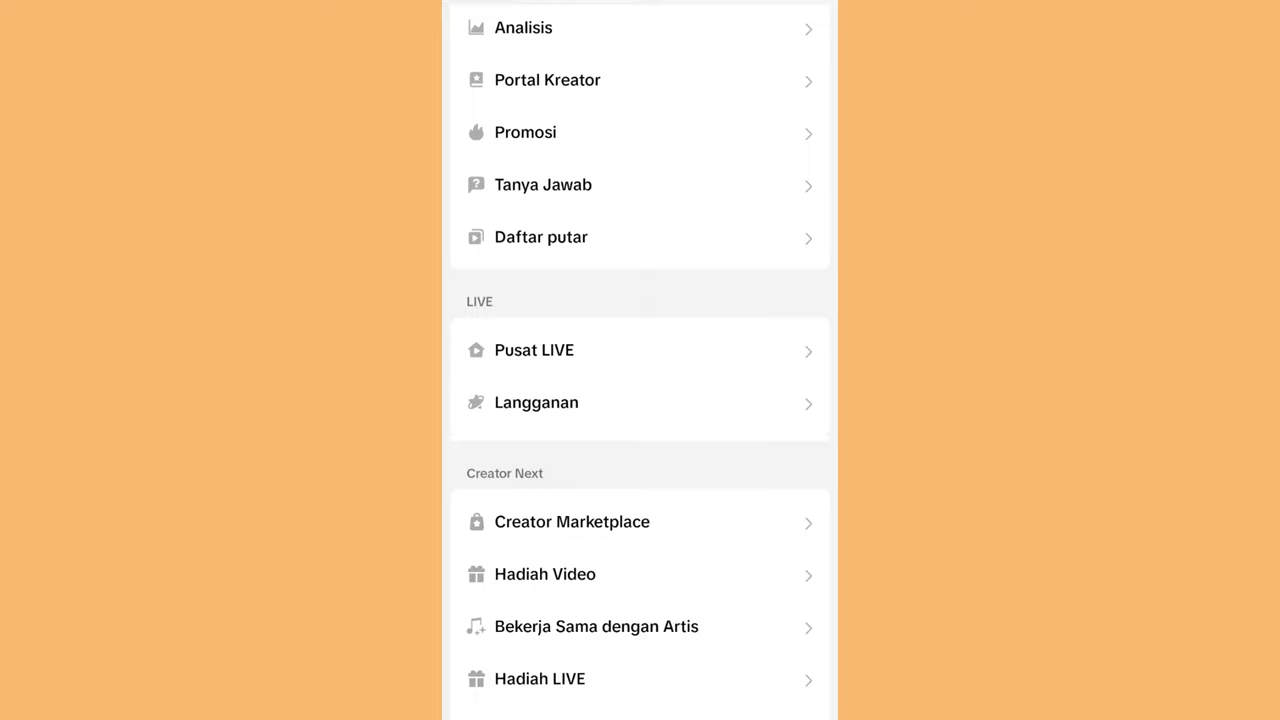 Analisis
Portal Kreator
Promosi
Tanya Jawab
Daftar putar
LIVE
Pusat LIVE
Langganan
Creator Next
Creator Marketplace
Hadiah Video
Bekerja Sama dengan Artis
Hadiah LIVE